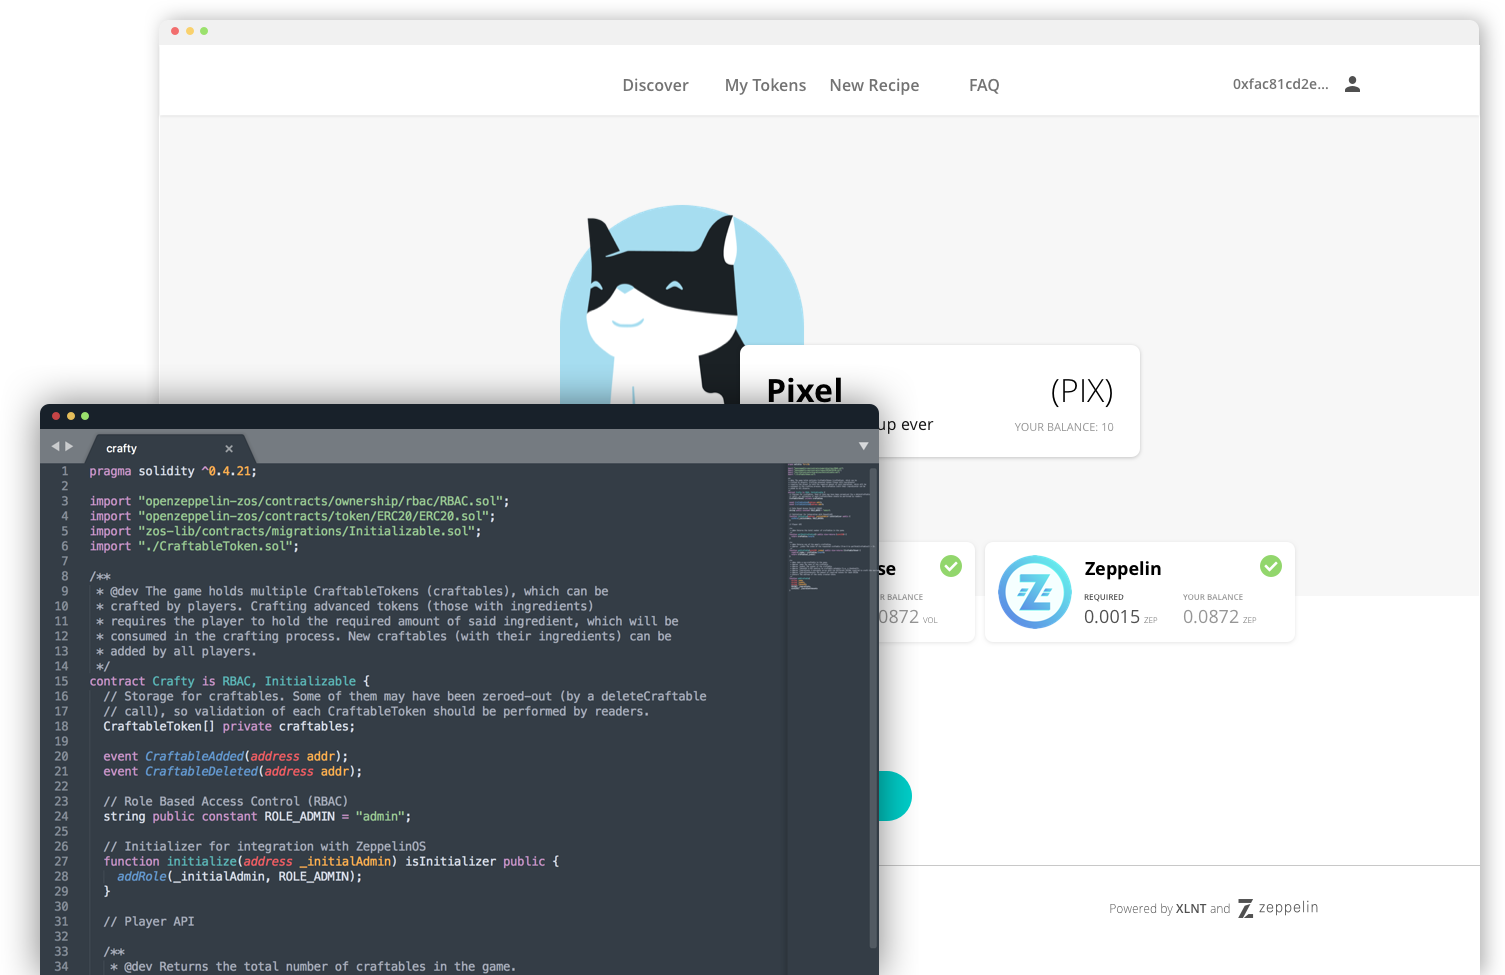 Discover My Tokens New Recipe FAQ 0xfac81cd2e...
Pixel (PIX)
up ever YOUR BALANCE: 10
se
R BALANCE
0872 VOL
Zeppelin
REQUIRED YOUR BALANCE
0.0015 ZEP 0.0872 ZEP
Powered by XLNT and zeppelin
crafty
1 pragma solidity ^0.4.21;
2
3 import "openzeppelin-zos/contracts/ownership/rbac/RBAC.sol";
4 import "openzeppelin-zos/contracts/token/ERC20/ERC20.sol";
5 import "zos-lib/contracts/migrations/Initializable.sol";
6 import "./CraftableToken.sol";
7
8 /**
9 * @dev The game holds multiple CraftableTokens (craftables), which can be
10 * crafted by players. Crafting advanced tokens (those with ingredients)
11 * requires the player to hold the required amount of said ingredient, which will be
12 * consumed in the crafting process. New craftables (with their ingredients) can be
13 * added by all players.
14 */
15 contract Crafty is RBAC, Initializable {
16 // Storage for craftables. Some of them may have been zeroed-out (by a deleteCraftable
17 // call), so validation of each CraftableToken should be performed by readers.
18 CraftableToken[] private craftables;
19
20 event CraftableAdded(address addr);
21 event CraftableDeleted(address addr);
22
23 // Role Based Access Control (RBAC)
24 string public constant ROLE_ADMIN = "admin";
25
26 // Initializer for integration with ZeppelinOS
27 function initialize(address _initialAdmin) isInitializer public {
28 addRole(_initialAdmin, ROLE_ADMIN);
29 }
30
31 // Player API
32
33 /**
34 * @dev Returns the total number of craftables in the game.